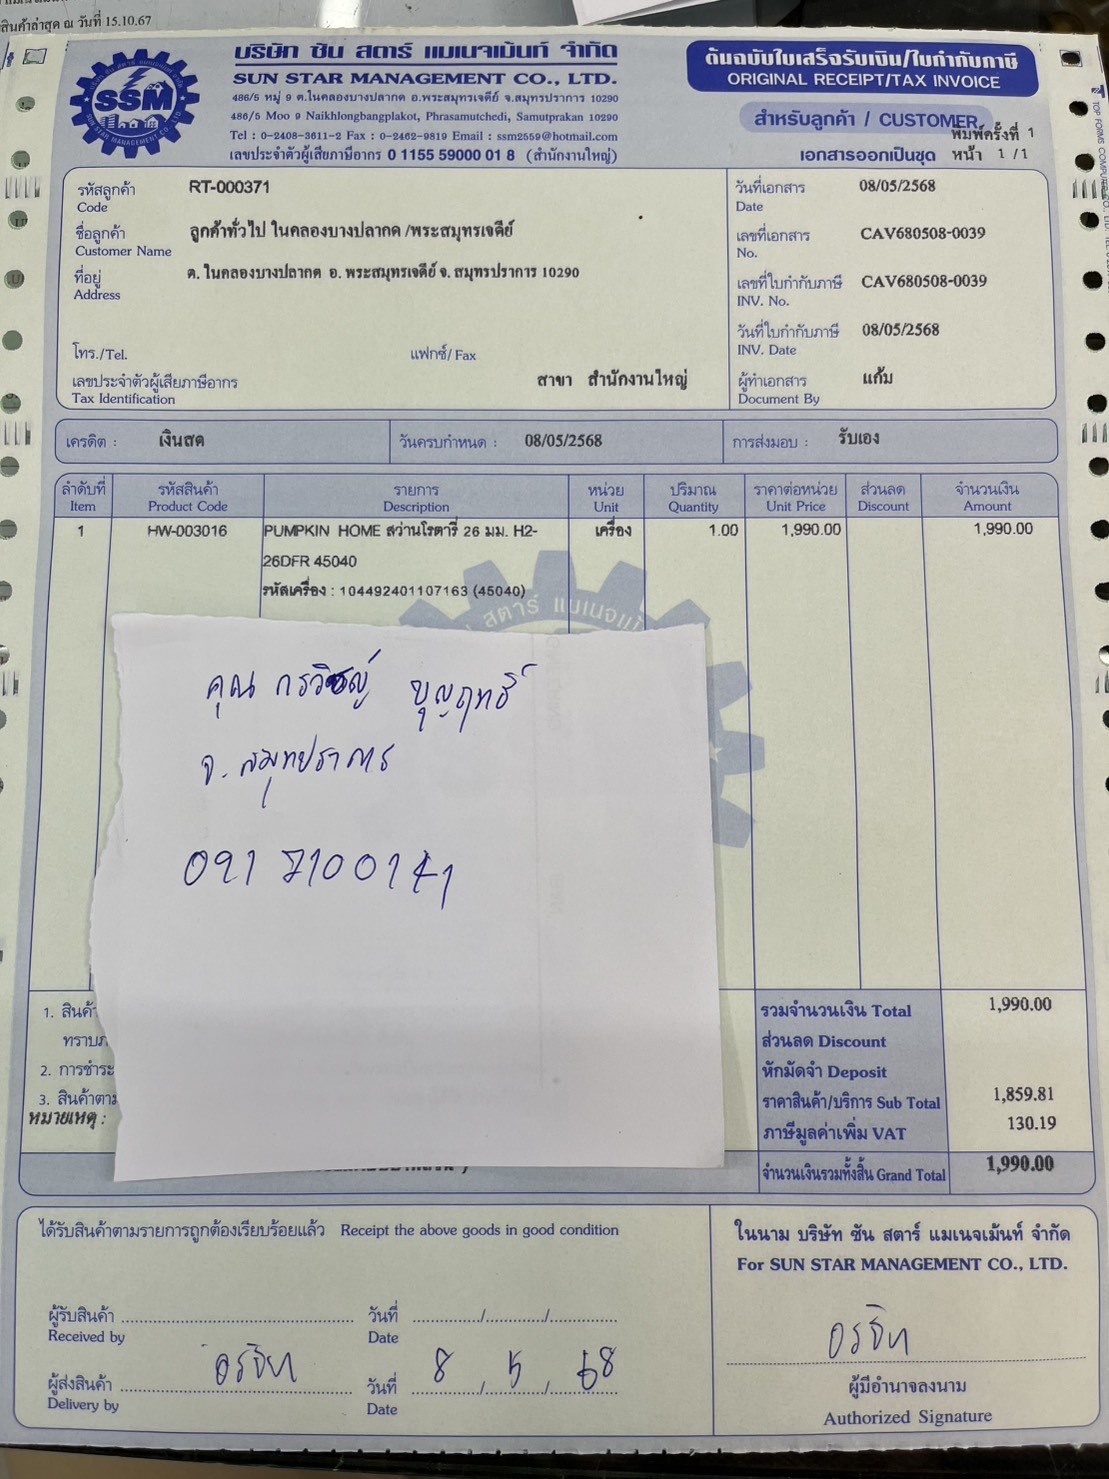 สินค้าล่าสุด ณ วันที่ 15.10.67
SSM
บริษัท ซัน สตาร์ แมเนจเม้นท์ จำกัด
SUN STAR MANAGEMENT CO., LTD.
486/5 หมู่ 9 ต.ในคลองบางปลากด อ.พระสมุทรเจดีย์ จ.สมุทรปราการ 10290
486/5 Moo 9 Naikhlongbangplakot, Phrasamutchedi, Samutprakan 10290
Tel : 0-2408-3611-2 Fax : 0-2462-9819 Email : ssm2559@hotmail.com
เลขประจำตัวผู้เสียภาษีอากร 0 1155 59000 01 8 (สำนักงานใหญ่)
ต้นฉบับใบเสร็จรับเงิน/ใบกำกับภาษี
ORIGINAL RECEIPT/TAX INVOICE
สำหรับลูกค้า / CUSTOMER
พิมพ์ครั้งที่ 1
เอกสารออกเป็นชุด หน้า 1 /1
รหัสลูกค้า RT-000371
Code
ชื่อลูกค้า ลูกค้าทั่วไป ในคลองบางปลากด /พระสมุทรเจดีย์
Customer Name
ที่อยู่ ต. ในคลองบางปลากด อ. พระสมุทรเจดีย์ จ. สมุทรปราการ 10290
Address
โทร./Tel. แฟกซ์/ Fax
เลขประจำตัวผู้เสียภาษีอากร สาขา สำนักงานใหญ่
Tax Identification
วันที่เอกสาร 08/05/2568
Date
เลขที่เอกสาร CAV680508-0039
No.
เลขที่ใบกำกับภาษี CAV680508-0039
INV. No.
วันที่ใบกำกับภาษี 08/05/2568
INV. Date
ผู้ทำเอกสาร แก้ม
Document By
เครดิต : เงินสด วันครบกำหนด : 08/05/2568 การส่งมอบ : รับเอง
ลำดับที่ รหัสสินค้า รายการ หน่วย ปริมาณ ราคาต่อหน่วย ส่วนลด จำนวนเงิน
Item Product Code Description Unit Quantity Unit Price Discount Amount
1 HW-003016 PUMPKIN HOME สว่านโรตารี่ 26 มม. H2- เครื่อง 1.00 1,990.00 1,990.00
26DFR 45040
รหัสเครื่อง : 104492401107163 (45040)
คุณ กรวิชญ์ บุญฤทธิ์
จ. สมุทปราการ
091 7100141
1. สินค้า
ทราบภ
2. การชำระ
3. สินค้าตาม
หมายเหตุ :
รวมจำนวนเงิน Total 1,990.00
ส่วนลด Discount
หักมัดจำ Deposit
ราคาสินค้า/บริการ Sub Total 1,859.81
ภาษีมูลค่าเพิ่ม VAT 130.19
จำนวนเงินรวมทั้งสิ้น Grand Total 1,990.00
ได้รับสินค้าตามรายการถูกต้องเรียบร้อยแล้ว Receipt the above goods in good condition
ผู้รับสินค้า วันที่ ......../......../........
Received by Date
ผู้ส่งสินค้า อรจิฬา วันที่ 8 / 5 / 68
Delivery by Date
ในนาม บริษัท ซัน สตาร์ แมเนจเม้นท์ จำกัด
For SUN STAR MANAGEMENT CO., LTD.
ผู้มีอำนาจลงนาม
Authorized Signature